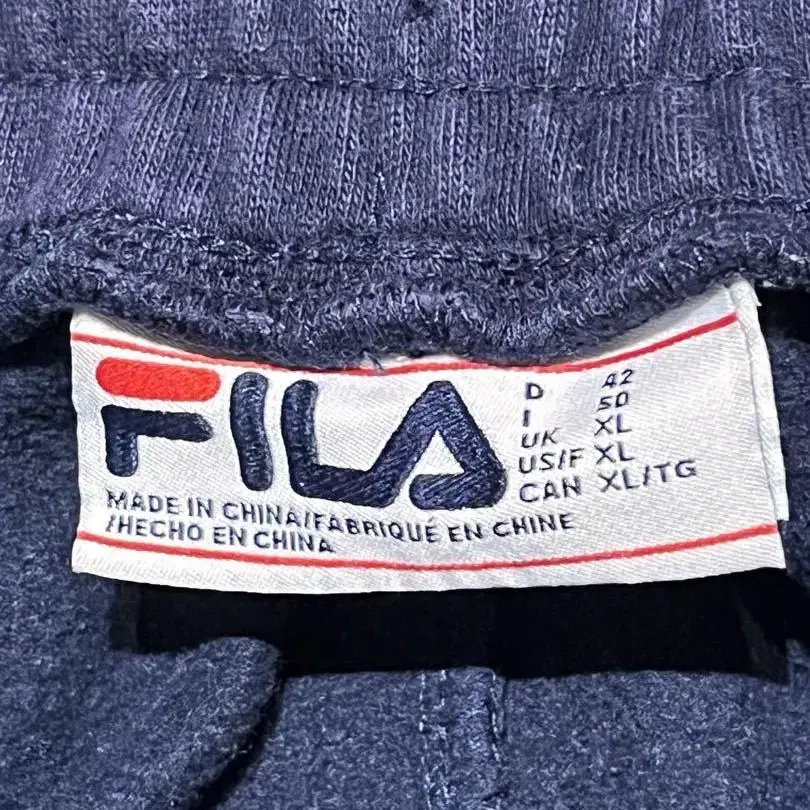 FILA
D 42
I 50
UK XL
US/F XL
CAN XL/TG
MADE IN CHINA/FABRIQUÉ EN CHINE
/HECHO EN CHINA